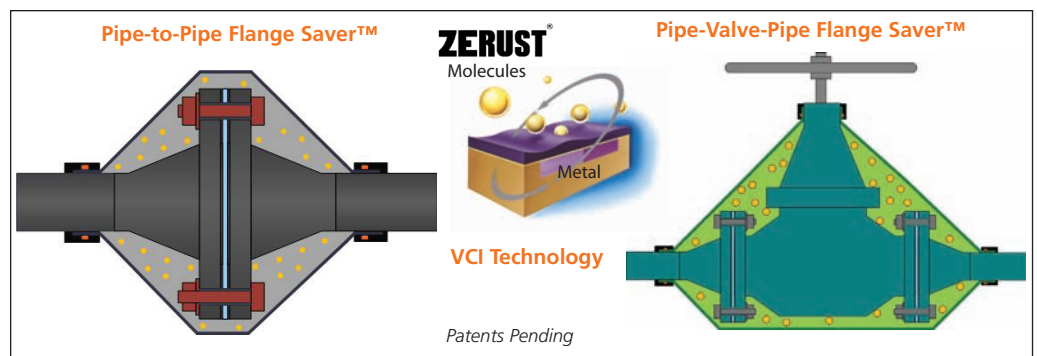 Pipe-to-Pipe Flange Saver™
ZERUST®
Molecules
Metal
VCI Technology
Patents Pending
Pipe-Valve-Pipe Flange Saver™